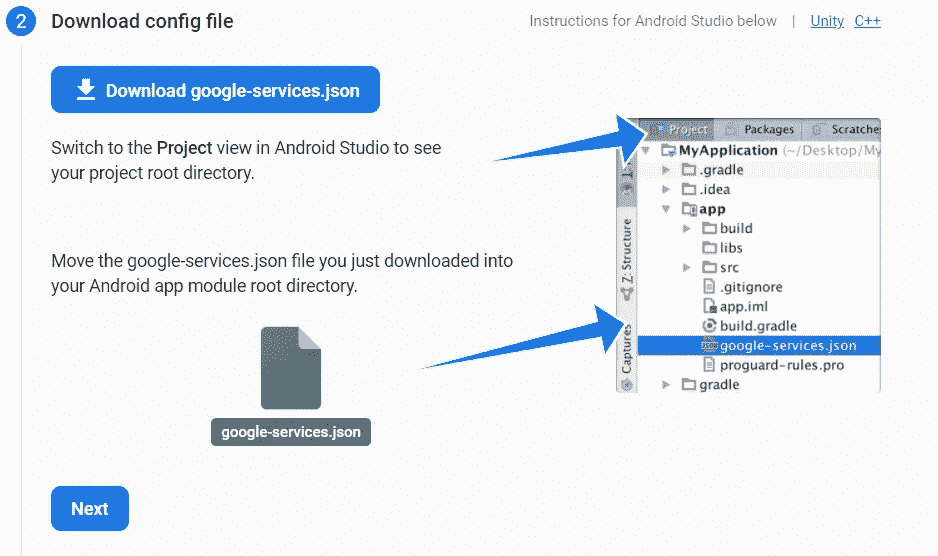 2 Download config file
Instructions for Android Studio below | Unity C++
Download google-services.json
Switch to the Project view in Android Studio to see
your project root directory.
Move the google-services.json file you just downloaded into
your Android app module root directory.
google-services.json
Next
Project Packages Scratches
MyApplication (~/Desktop/My
.gradle
.idea
app
build
libs
src
.gitignore
app.iml
build.gradle
google-services.json
proguard-rules.pro
gradle
Z: Structure
Captures